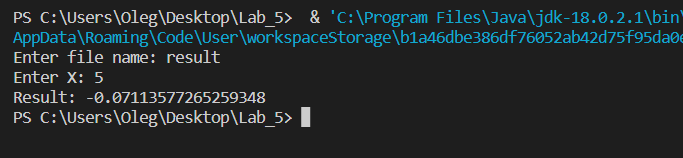 PS C:\Users\Oleg\Desktop\Lab_5>  & 'C:\Program Files\Java\jdk-18.0.2.1\bin\
AppData\Roaming\Code\User\workspaceStorage\b1a46dbe386df76052ab42d75f95da0e
Enter file name: result
Enter X: 5
Result: -0.07113577265259348
PS C:\Users\Oleg\Desktop\Lab_5>